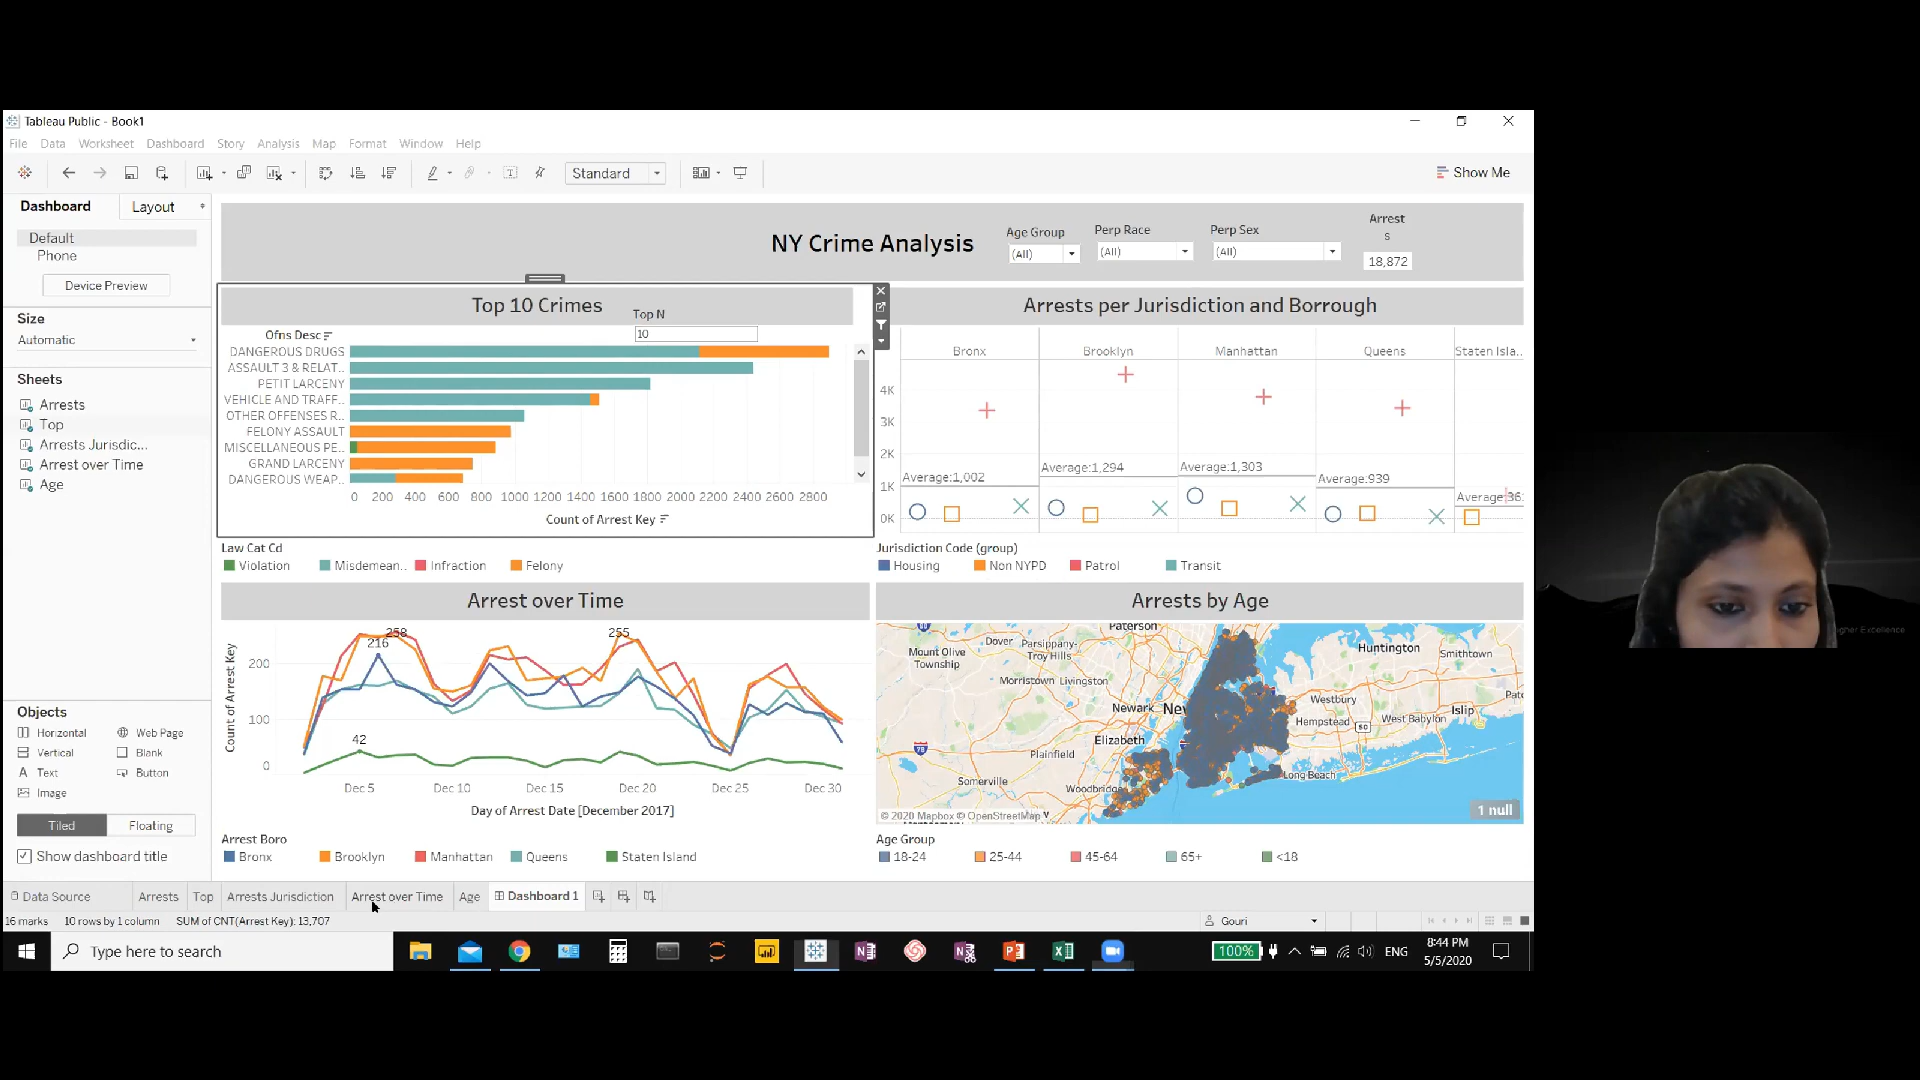 Tableau Public - Book1
File Data Worksheet Dashboard Story Analysis Map Format Window Help
Standard
Show Me
Dashboard Layout
Default
Phone
Device Preview
Size
Automatic
Sheets
Arrests
Top
Arrests Jurisdic...
Arrest over Time
Age
Objects
Horizontal Web Page
Vertical Blank
Text Button
Image
Tiled Floating
Show dashboard title
NY Crime Analysis
Age Group
(All)
Perp Race
(All)
Perp Sex
(All)
Arrest
s
18,872
Top 10 Crimes
Top N
10
Ofns Desc
DANGEROUS DRUGS
ASSAULT 3 & RELAT..
PETIT LARCENY
VEHICLE AND TRAFF..
OTHER OFFENSES R..
FELONY ASSAULT
MISCELLANEOUS PE..
GRAND LARCENY
DANGEROUS WEAP..
0 200 400 600 800 1000 1200 1400 1600 1800 2000 2200 2400 2600 2800
Count of Arrest Key
Law Cat Cd
Violation Misdemean.. Infraction Felony
Arrests per Jurisdiction and Borrough
Bronx Brooklyn Manhattan Queens Staten Isla..
4K
3K
2K
1K
0K
Average:1,002 Average:1,294 Average:1,303 Average:939 Average:36
Jurisdiction Code (group)
Housing Non NYPD Patrol Transit
Arrest over Time
Count of Arrest Key
200
100
0
258
216
255
42
Dec 5 Dec 10 Dec 15 Dec 20 Dec 25 Dec 30
Day of Arrest Date [December 2017]
Arrest Boro
Bronx Brooklyn Manhattan Queens Staten Island
Arrests by Age
Paterson
Dover
Parsippany-
Troy Hills
Mount Olive
Township
Morristown
Livingston
Newark
New
Elizabeth
Plainfield
Somerville
Woodbridge
Huntington
Smithtown
Westbury
Hempstead
West Babylon
Islip
Long Beach
80
78
© 2020 Mapbox © OpenStreetMap
1 null
Age Group
18-24 25-44 45-64 65+ <18
Data Source Arrests Top Arrests Jurisdiction Arrest over Time Age Dashboard 1
16 marks 10 rows by 1 column SUM of CNT(Arrest Key): 13,707
Gouri
Type here to search
100%
ENG
8:44 PM
5/5/2020